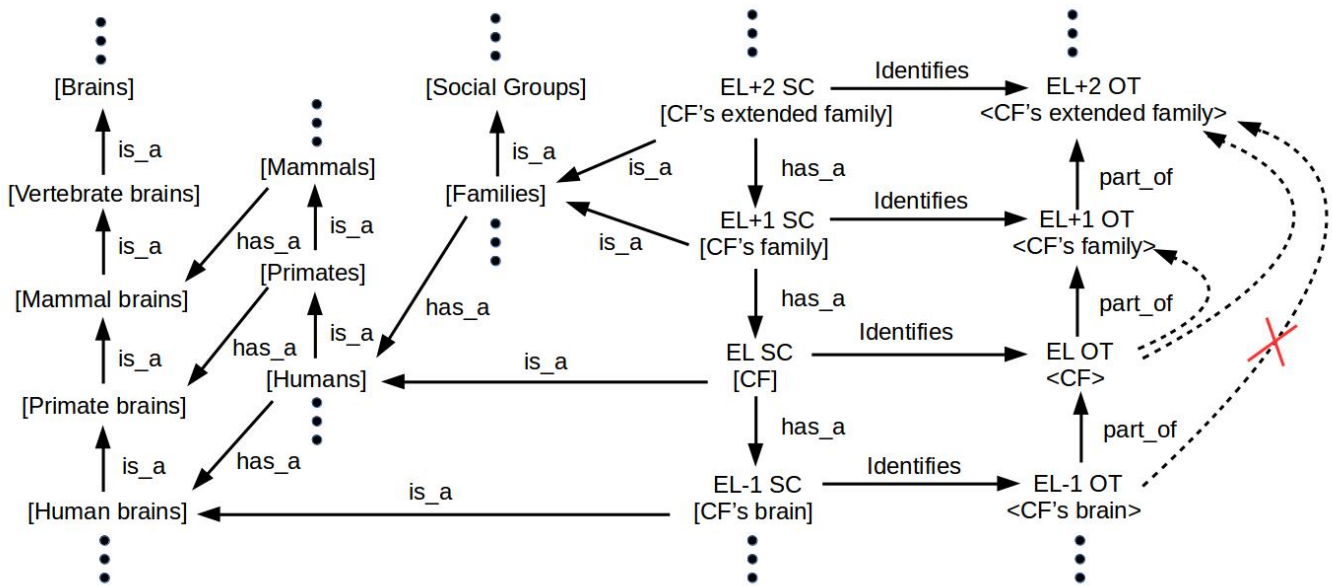 [Brains]
is_a
[Vertebrate brains]
is_a
[Mammal brains]
is_a
[Primate brains]
is_a
[Human brains]
[Mammals]
is_a
has_a
[Primates]
is_a
has_a
[Humans]
has_a
[Social Groups]
is_a
[Families]
has_a
is_a
is_a
is_a
is_a
EL+2 SC
[CF's extended family]
has_a
EL+1 SC
[CF's family]
has_a
EL SC
[CF]
has_a
EL-1 SC
[CF's brain]
Identifies
Identifies
Identifies
Identifies
EL+2 OT
<CF's extended family>
part_of
EL+1 OT
<CF's family>
part_of
EL OT
<CF>
part_of
EL-1 OT
<CF's brain>